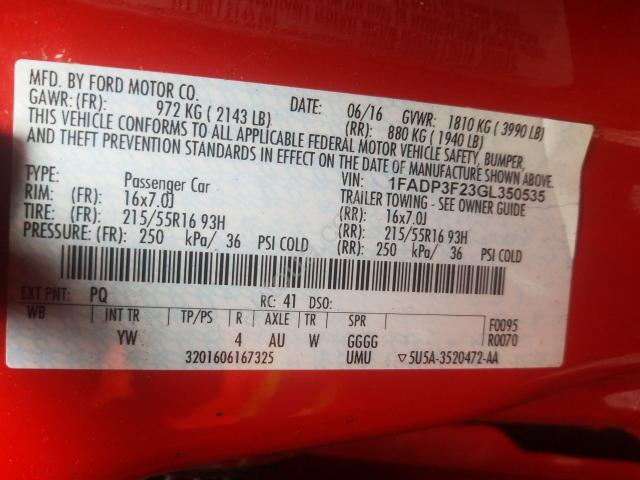 MFD. BY FORD MOTOR CO. DATE: 06/16 GVWR: 1810 KG ( 3990 LB)
GAWR: (FR): 972 KG ( 2143 LB) (RR): 880 KG ( 1940 LB)
THIS VEHICLE CONFORMS TO ALL APPLICABLE FEDERAL MOTOR VEHICLE SAFETY, BUMPER,
AND THEFT PREVENTION STANDARDS IN EFFECT ON THE DATE OF MANUFACTURE SHOWN ABOVE.
VIN: 1FADP3F23GL350535
TYPE: Passenger Car TRAILER TOWING - SEE OWNER GUIDE
RIM: (FR): 16x7.0J (RR): 16x7.0J
TIRE: (FR): 215/55R16 93H (RR): 215/55R16 93H
PRESSURE: (FR): 250 kPa/ 36 PSI COLD (RR): 250 kPa/ 36 PSI COLD
EXT PNT: PQ RC: 41 DSO:
WB INT TR TP/PS R AXLE TR SPR F0095
YW 4 AU W GGGG R0070
3201606167325 UMU ▽5U5A-3520472-AA